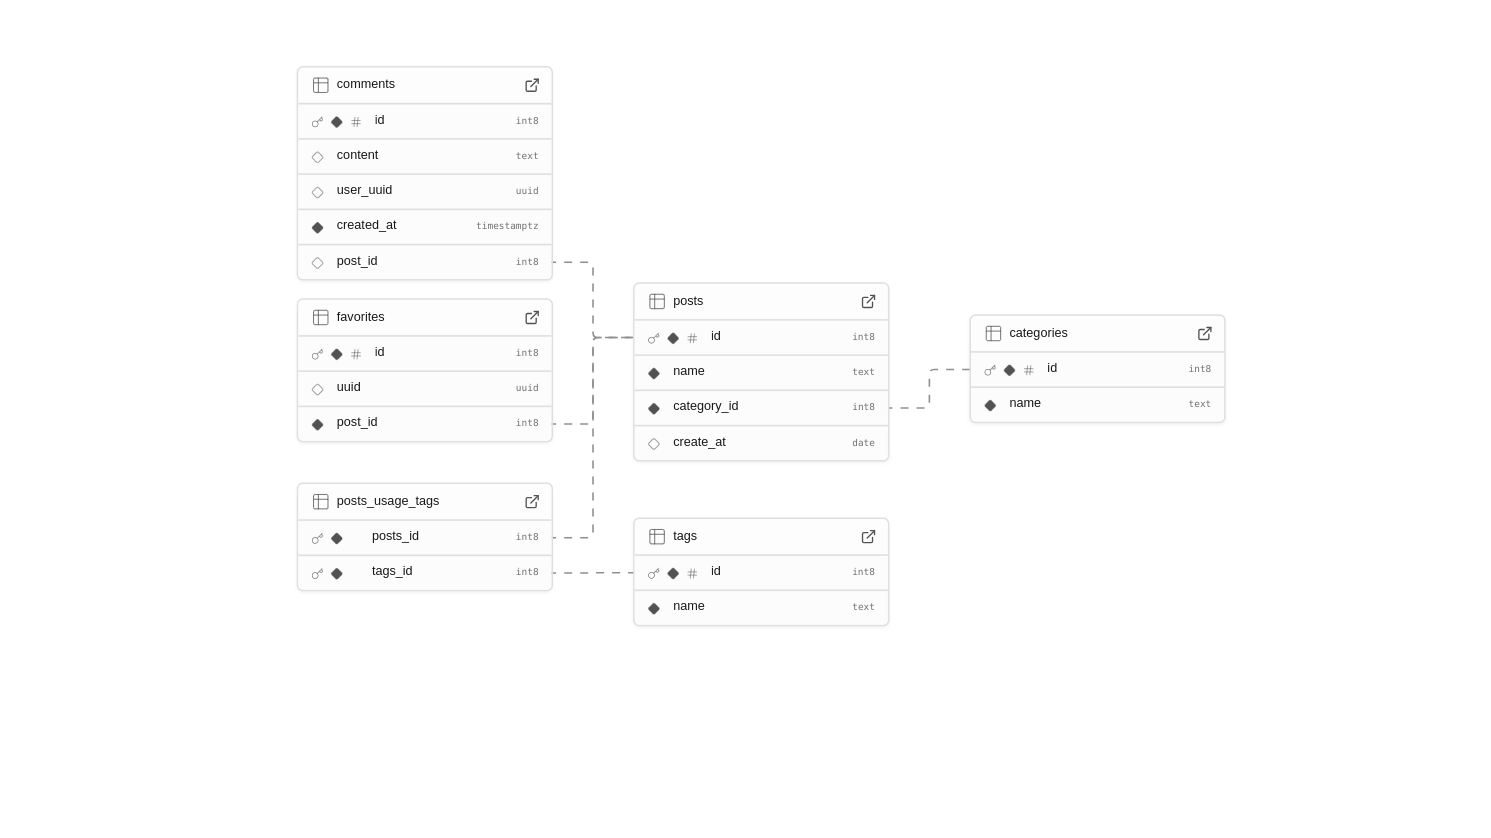 comments
id int8
content text
user_uuid uuid
created_at timestamptz
post_id int8
favorites
id int8
uuid uuid
post_id int8
posts_usage_tags
posts_id int8
tags_id int8
posts
id int8
name text
category_id int8
create_at date
tags
id int8
name text
categories
id int8
name text